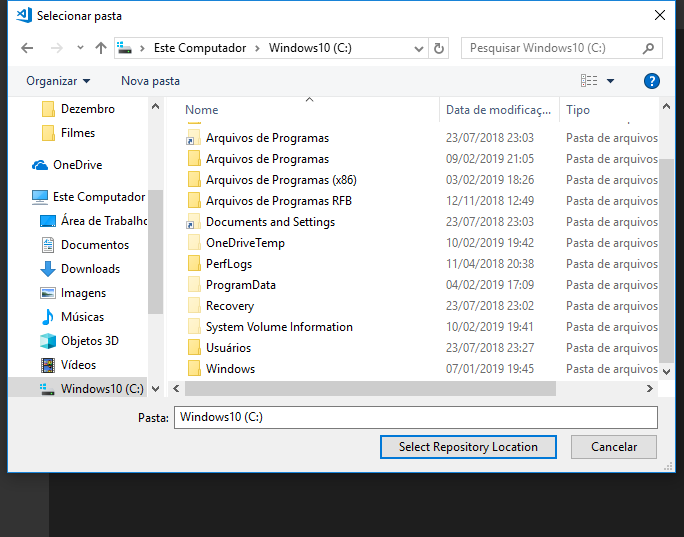 Selecionar pasta
Este Computador > Windows10 (C:)
Pesquisar Windows10 (C:)
Organizar
Nova pasta
?
Dezembro
Filmes
OneDrive
Este Computador
Área de Trabalho
Documentos
Downloads
Imagens
Músicas
Objetos 3D
Vídeos
Windows10 (C:)
Nome Data de modificaç... Tipo
Arquivos de Programas 23/07/2018 23:03 Pasta de arquivos
Arquivos de Programas 09/02/2019 21:05 Pasta de arquivos
Arquivos de Programas (x86) 03/02/2019 18:26 Pasta de arquivos
Arquivos de Programas RFB 12/11/2018 12:49 Pasta de arquivos
Documents and Settings 23/07/2018 23:03 Pasta de arquivos
OneDriveTemp 10/02/2019 19:42 Pasta de arquivos
PerfLogs 11/04/2018 20:38 Pasta de arquivos
ProgramData 04/02/2019 17:09 Pasta de arquivos
Recovery 23/07/2018 23:02 Pasta de arquivos
System Volume Information 10/02/2019 19:41 Pasta de arquivos
Usuários 23/07/2018 23:27 Pasta de arquivos
Windows 07/01/2019 19:45 Pasta de arquivos
Pasta: Windows10 (C:)
Select Repository Location
Cancelar